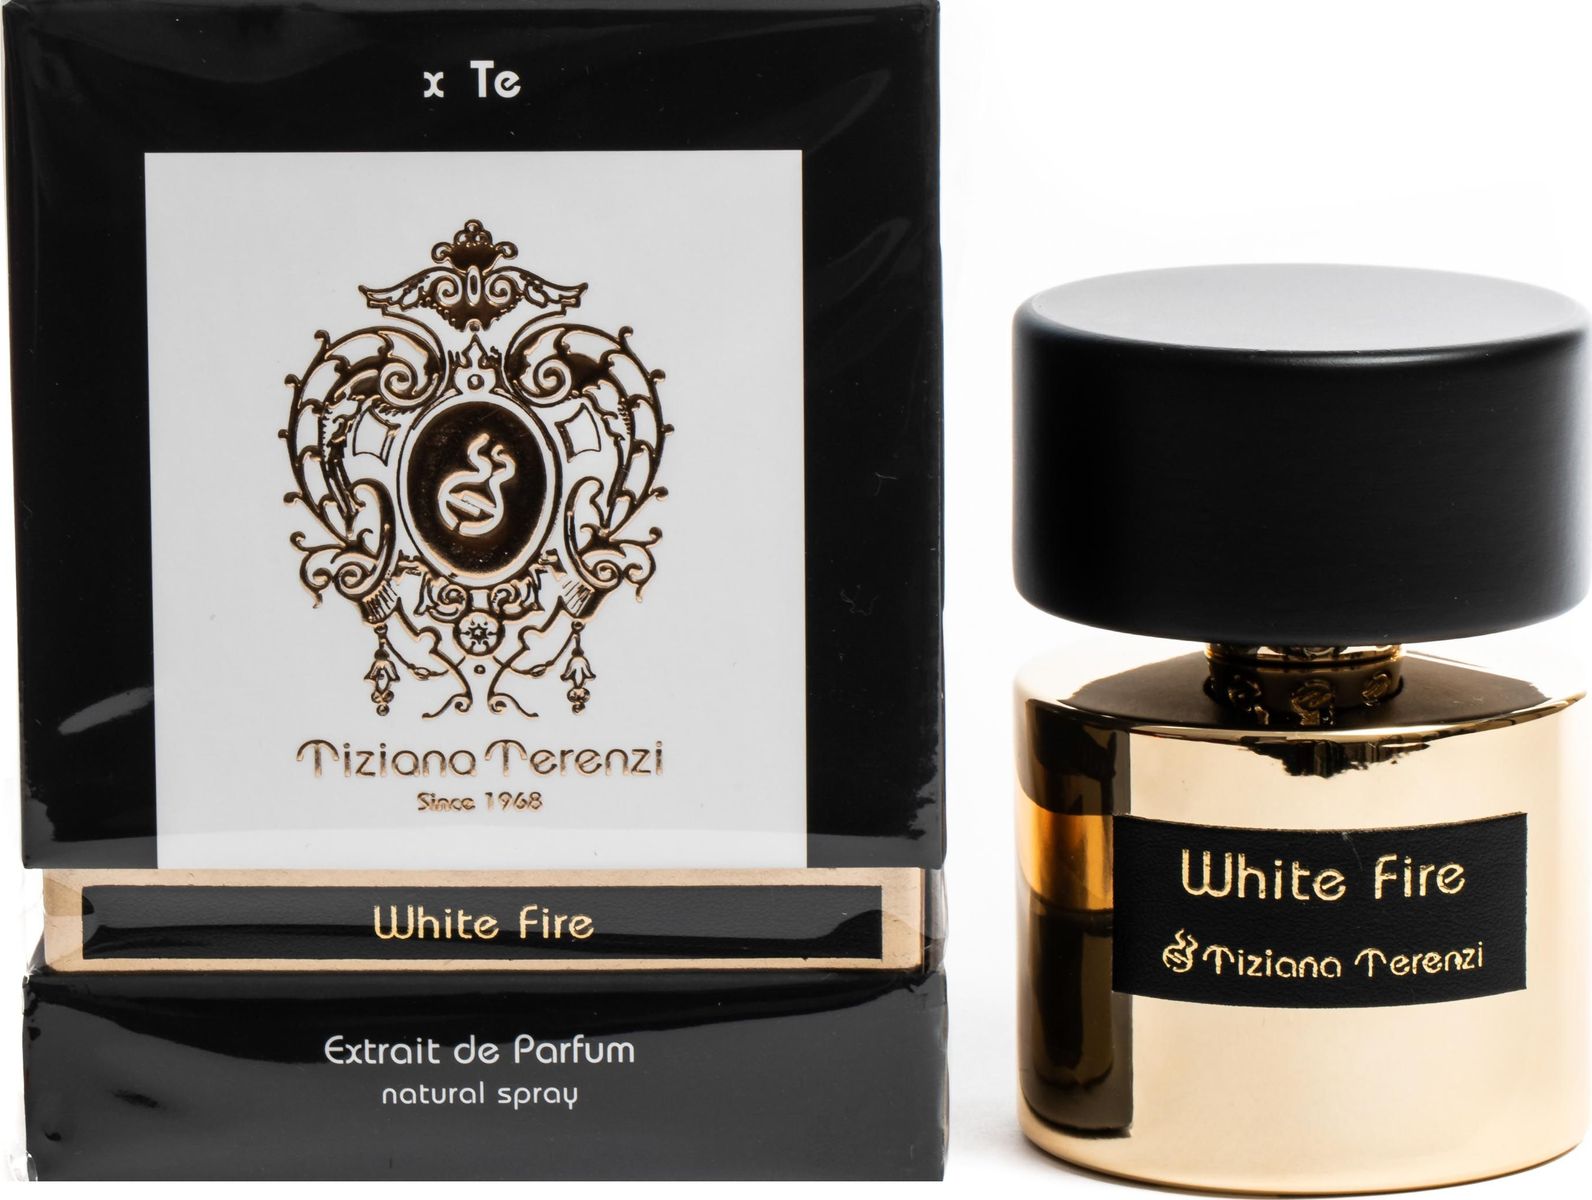 x Te
Tiziana Terenzi
Since 1968
White Fire
Extrait de Parfum
natural spray
White Fire
Tiziana Terenzi